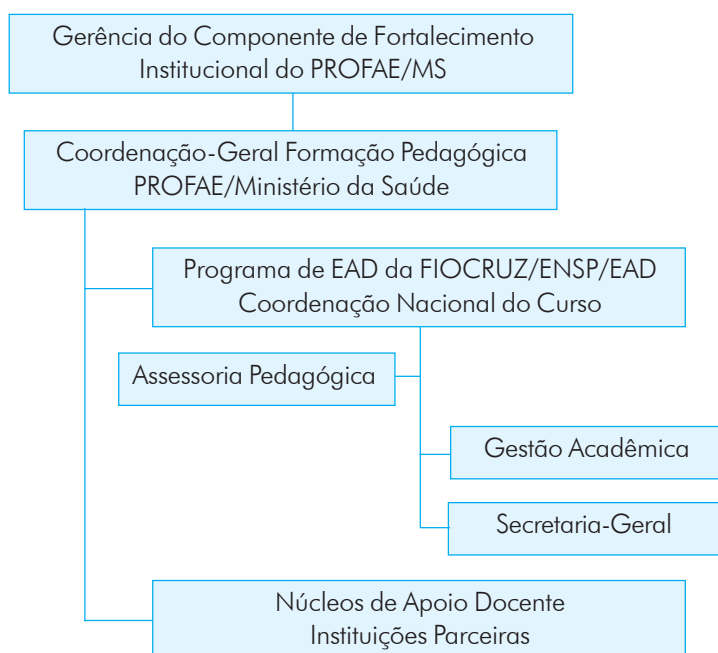 Gerência do Componente de Fortalecimento
Institucional do PROFAE/MS
Coordenação-Geral Formação Pedagógica
PROFAE/Ministério da Saúde
Programa de EAD da FIOCRUZ/ENSP/EAD
Coordenação Nacional do Curso
Assessoria Pedagógica
Gestão Acadêmica
Secretaria-Geral
Núcleos de Apoio Docente
Instituições Parceiras